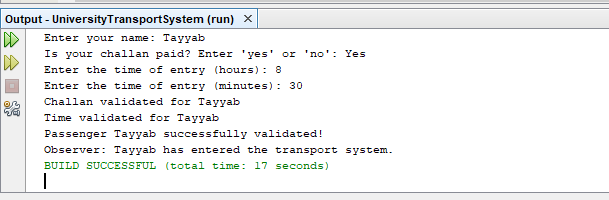 Output - UniversityTransportSystem (run) ×
Enter your name: Tayyab
Is your challan paid? Enter 'yes' or 'no': Yes
Enter the time of entry (hours): 8
Enter the time of entry (minutes): 30
Challan validated for Tayyab
Time validated for Tayyab
Passenger Tayyab successfully validated!
Observer: Tayyab has entered the transport system.
BUILD SUCCESSFUL (total time: 17 seconds)